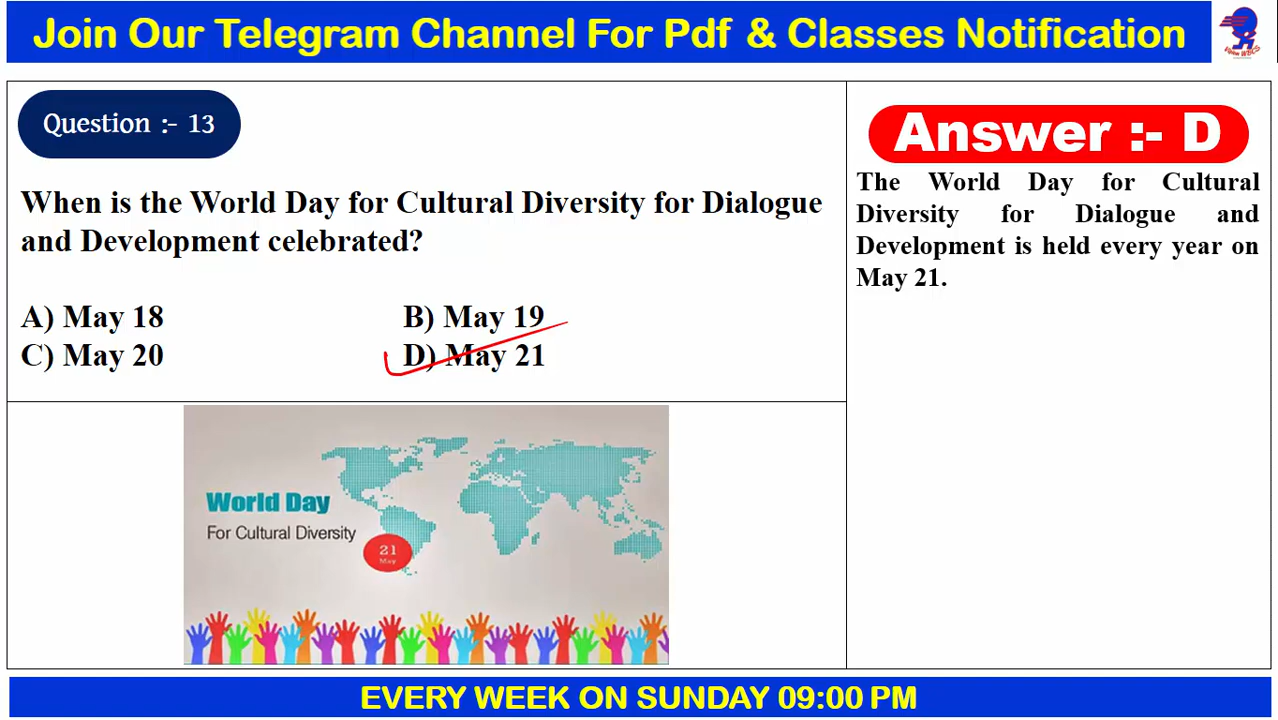 Join Our Telegram Channel For Pdf & Classes Notification
Question :- 13
When is the World Day for Cultural Diversity for Dialogue
and Development celebrated?
A) May 18
B) May 19
C) May 20
D) May 21
World Day
For Cultural Diversity
21
May
Answer :- D
The World Day for Cultural
Diversity for Dialogue and
Development is held every year on
May 21.
EVERY WEEK ON SUNDAY 09:00 PM